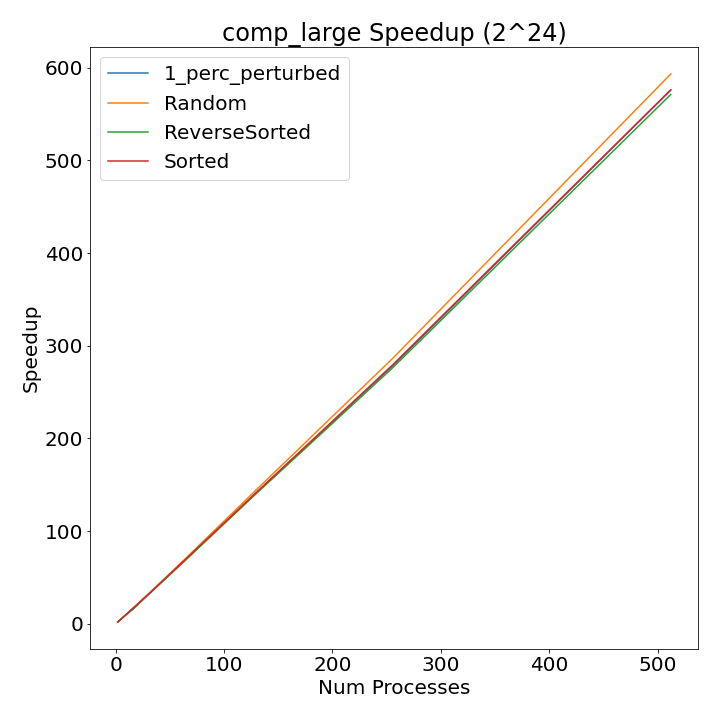 comp_large Speedup (2^24)
1_perc_perturbed
Random
ReverseSorted
Sorted
600
500
400
300
200
100
0
Speedup
0 100 200 300 400 500
Num Processes